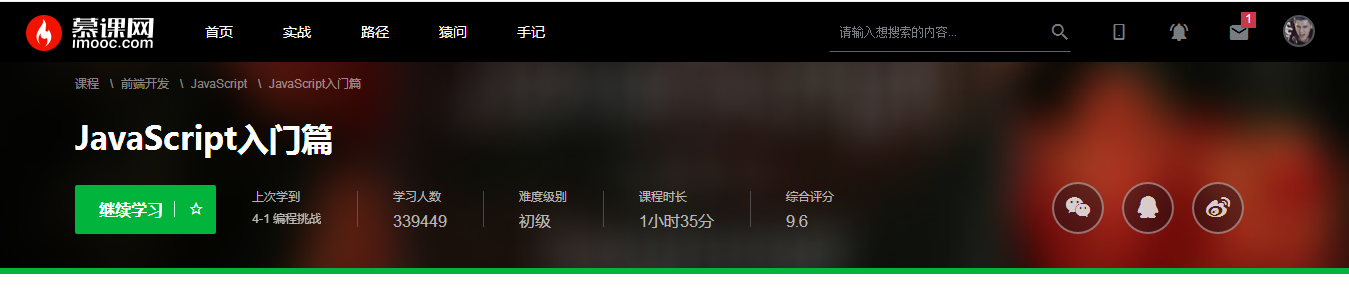 慕课网
imooc.com
首页 实战 路径 猿问 手记
请输入想搜索的内容...
1
课程 \ 前端开发 \ JavaScript \ JavaScript入门篇
JavaScript入门篇
继续学习
上次学到
4-1 编程挑战
学习人数
339449
难度级别
初级
课程时长
1小时35分
综合评分
9.6